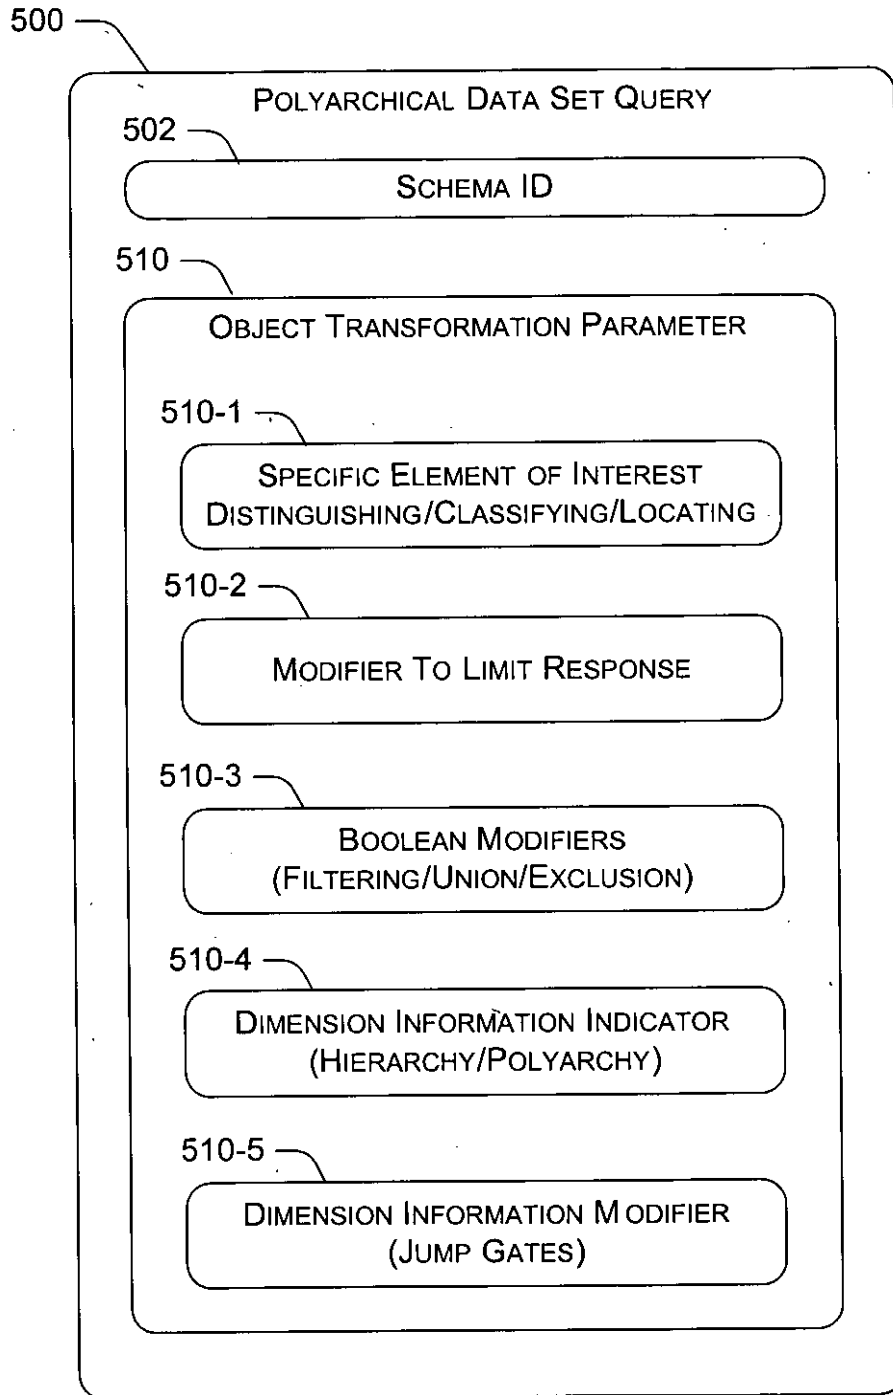 500
POLYARCHICAL DATA SET QUERY
502
SCHEMA ID
510
OBJECT TRANSFORMATION PARAMETER
510-1
SPECIFIC ELEMENT OF INTEREST
DISTINGUISHING/CLASSIFYING/LOCATING
510-2
MODIFIER TO LIMIT RESPONSE
510-3
BOOLEAN MODIFIERS
(FILTERING/UNION/EXCLUSION)
510-4
DIMENSION INFORMATION INDICATOR
(HIERARCHY/POLYARCHY)
510-5
DIMENSION INFORMATION MODIFIER
(JUMP GATES)